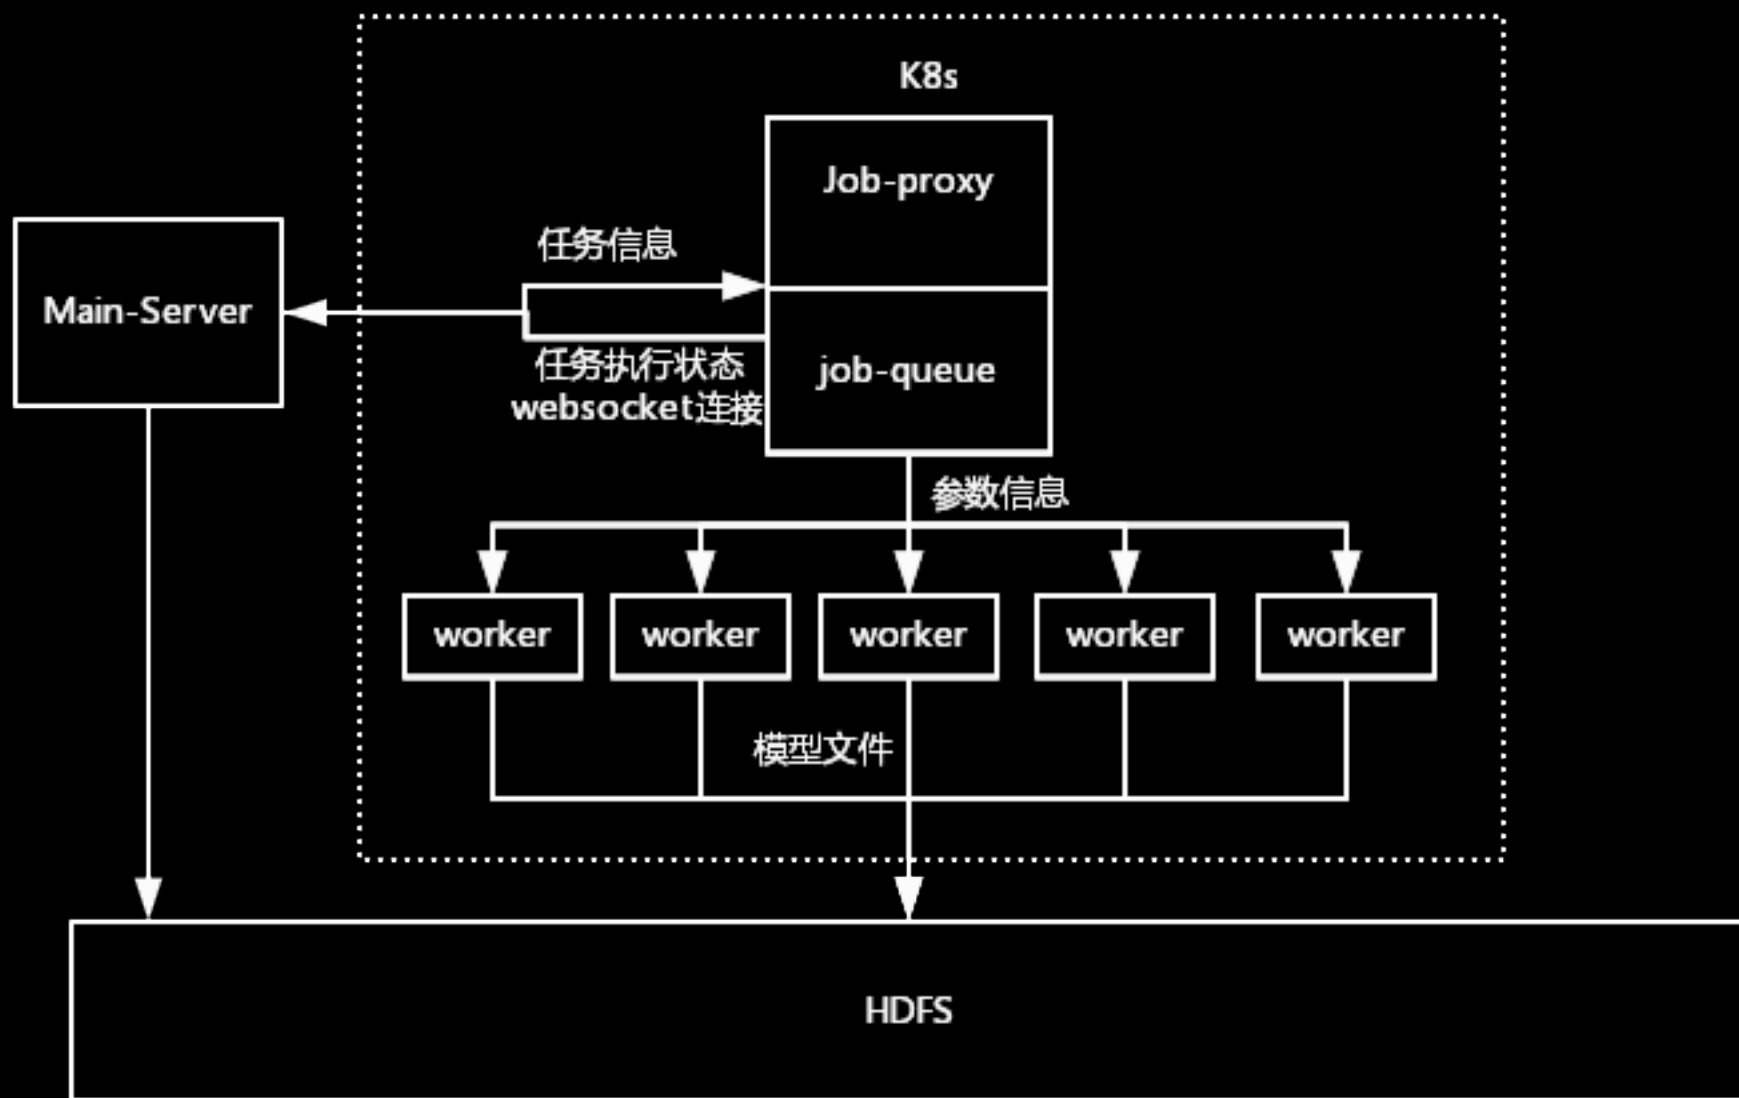 K8s
Job-proxy
任务信息
Main-Server
job-queue
任务执行状态
websocket连接
参数信息
worker
worker
worker
worker
worker
模型文件
HDFS